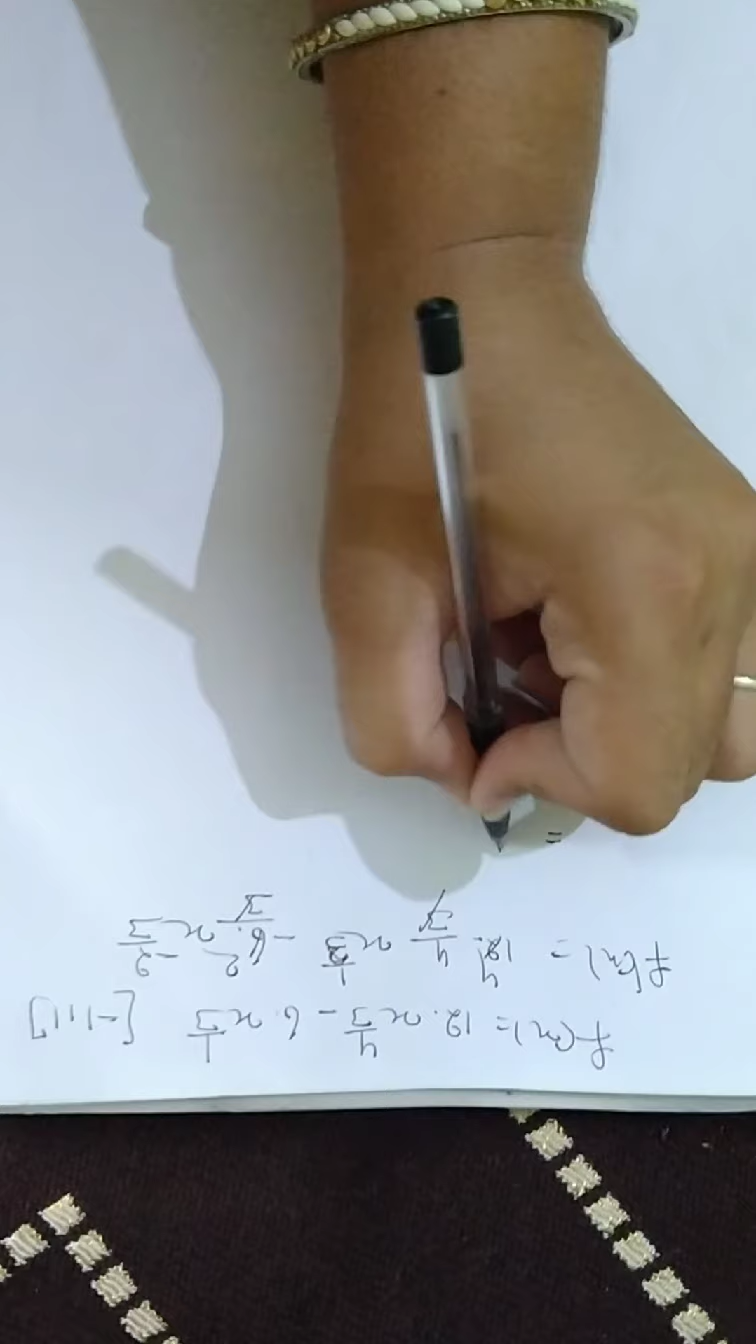 f(x) = 12. x^{4/3} - 6. x^{1/3} [-1, 1]
f'(x) = 12. 4/3 x^{1/3} - 6. 1/3 x^{-2/3}
=